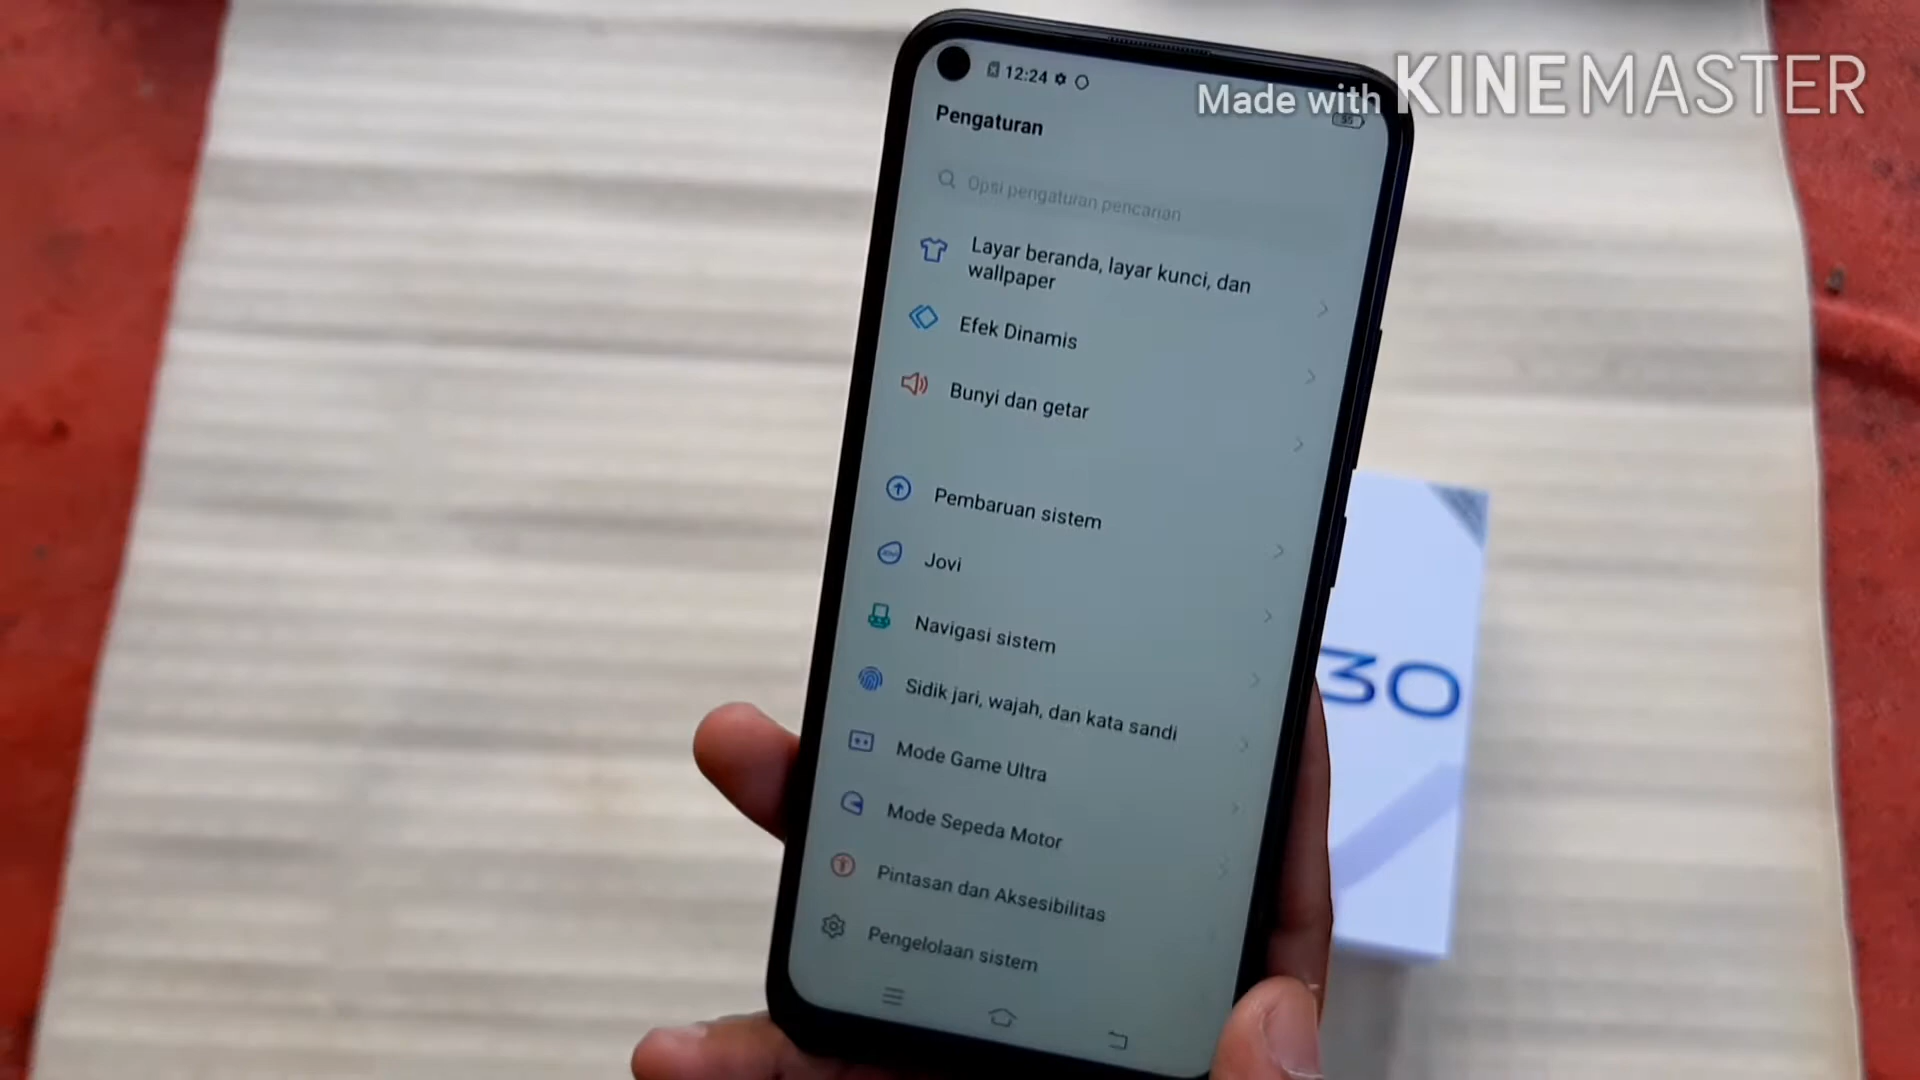 Made with KINEMASTER
12:24
55
Pengaturan
Opsi pengaturan pencarian
Layar beranda, layar kunci, dan
wallpaper
Efek Dinamis
Bunyi dan getar
Pembaruan sistem
Jovi
Navigasi sistem
Sidik jari, wajah, dan kata sandi
Mode Game Ultra
Mode Sepeda Motor
Pintasan dan Aksesibilitas
Pengelolaan sistem
30